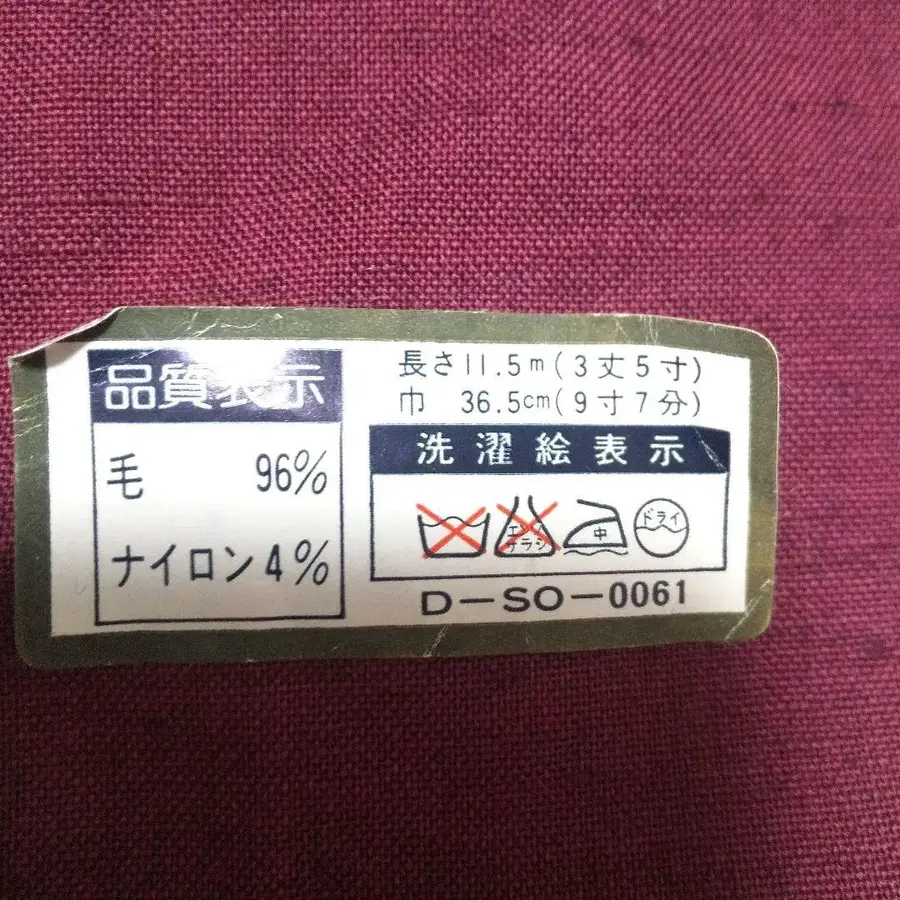 品質表示
毛 96%
ナイロン 4%
長さ11.5m(3丈5寸)
巾 36.5cm(9寸7分)
洗濯絵表示
エンソ
サラシ
中
ドライ
D-SO-0061